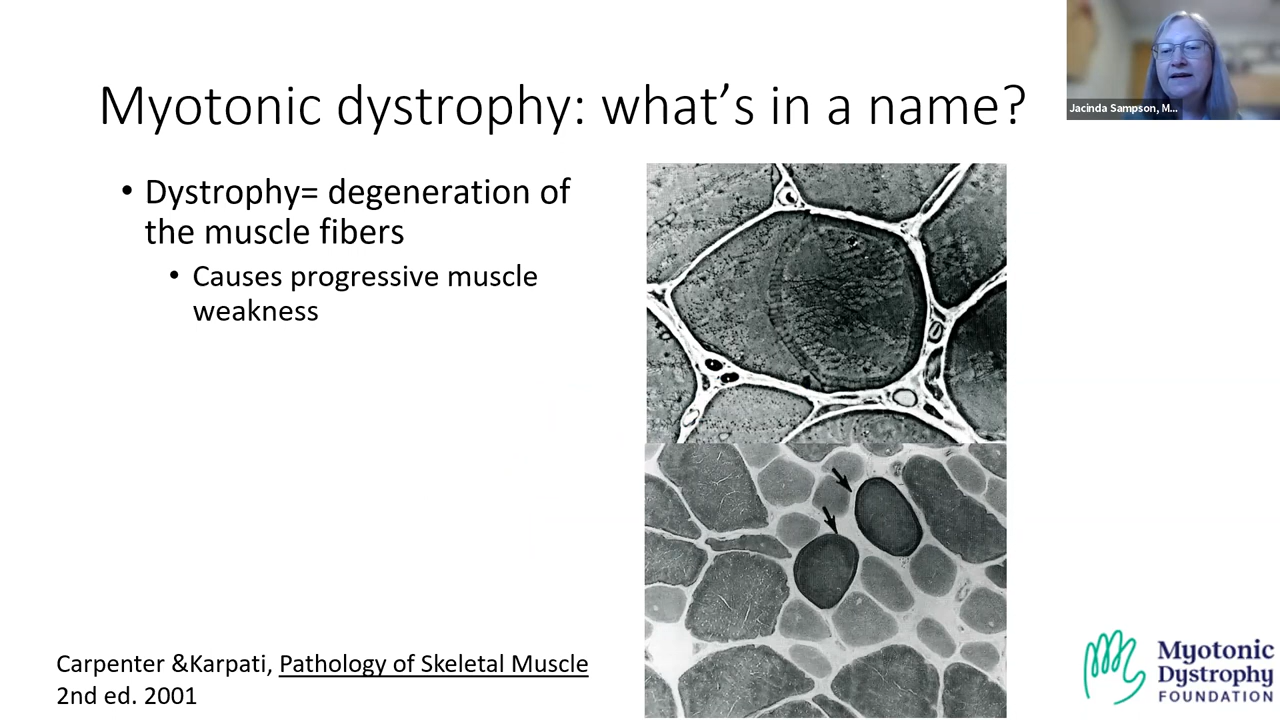 Myotonic dystrophy: what's in a name?
Jacinda Sampson, M...
• Dystrophy= degeneration of
the muscle fibers
• Causes progressive muscle
weakness
Carpenter &Karpati, Pathology of Skeletal Muscle
2nd ed. 2001
Myotonic
Dystrophy
FOUNDATION